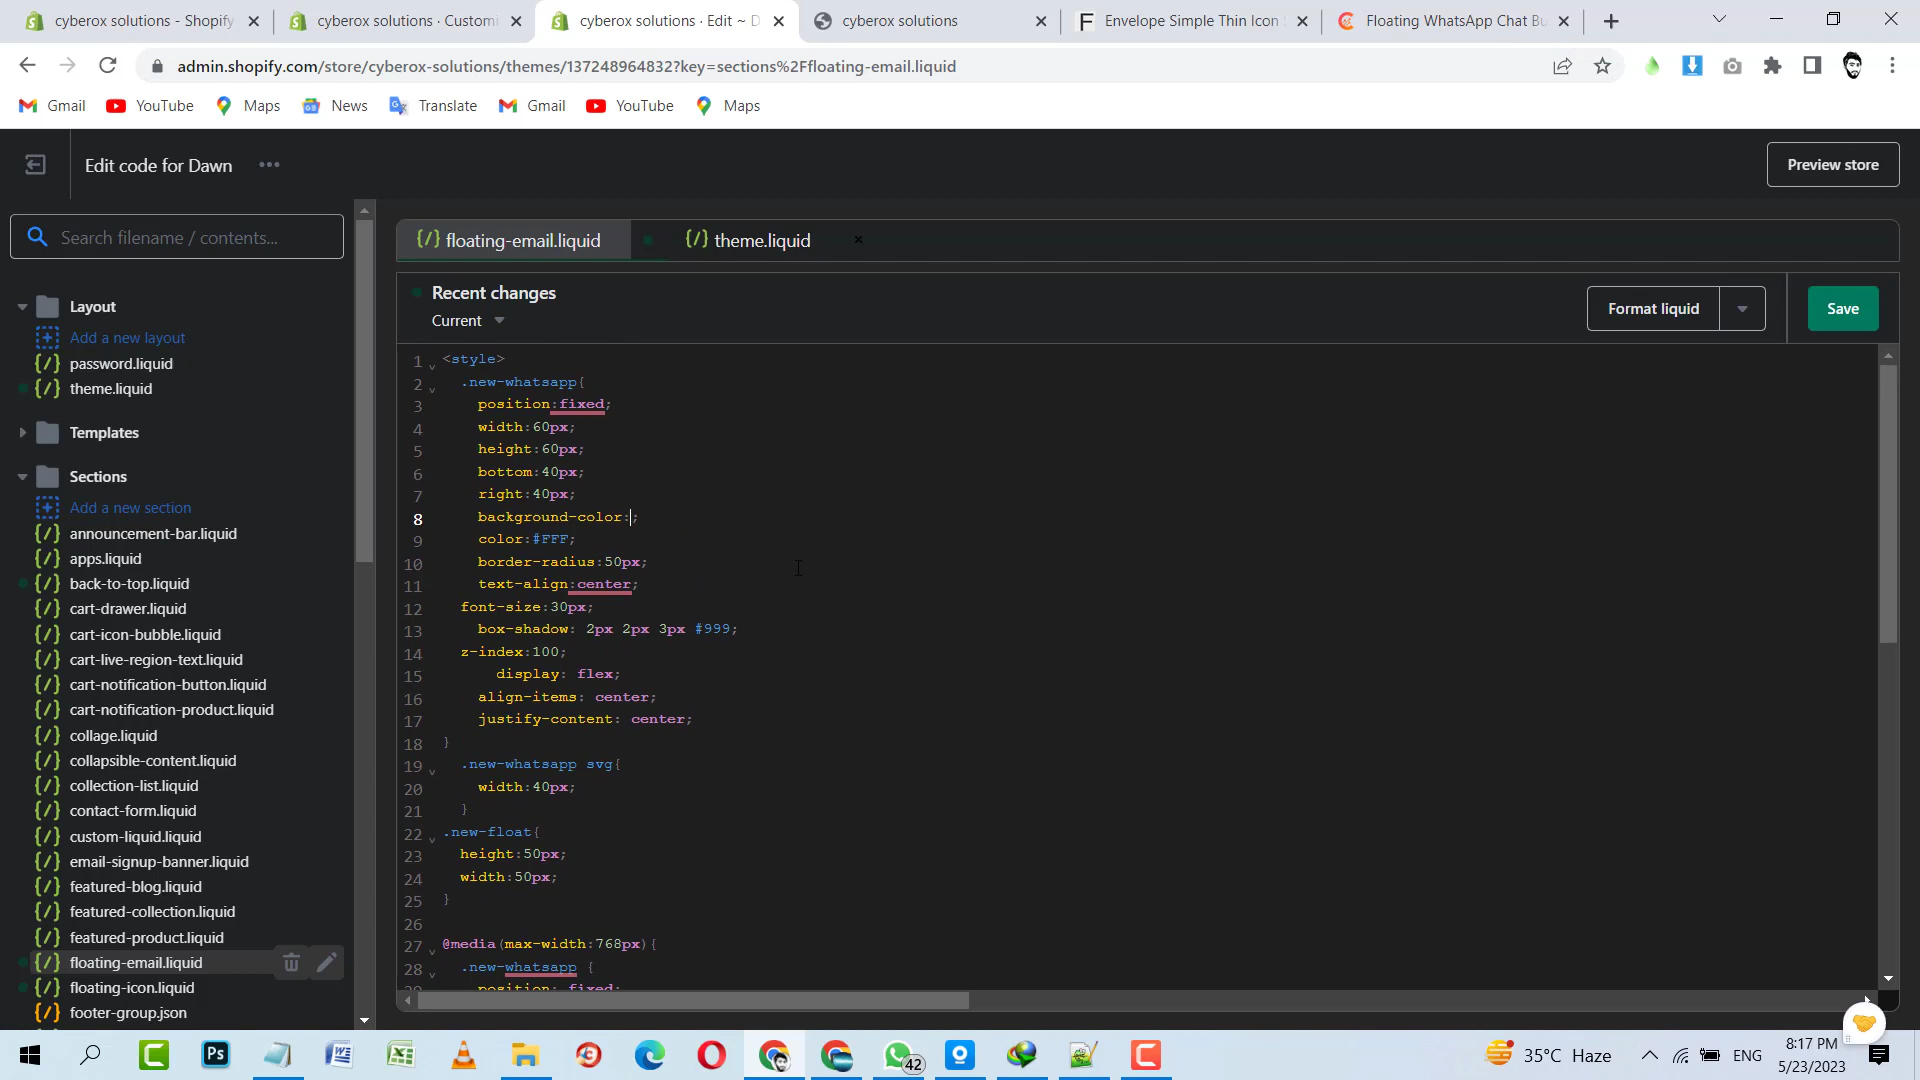 cyberox solutions - Shopify
cyberox solutions · Customi
cyberox solutions · Edit ~ D
cyberox solutions
Envelope Simple Thin Icon
Floating WhatsApp Chat Bu
admin.shopify.com/store/cyberox-solutions/themes/137248964832?key=sections%2Ffloating-email.liquid
Gmail
YouTube
Maps
News
Translate
Gmail
YouTube
Maps
Edit code for Dawn
Preview store
Search filename / contents...
floating-email.liquid
theme.liquid
Recent changes
Current
Format liquid
Save
Layout
Add a new layout
password.liquid
theme.liquid
Templates
Sections
Add a new section
announcement-bar.liquid
apps.liquid
back-to-top.liquid
cart-drawer.liquid
cart-icon-bubble.liquid
cart-live-region-text.liquid
cart-notification-button.liquid
cart-notification-product.liquid
collage.liquid
collapsible-content.liquid
collection-list.liquid
contact-form.liquid
custom-liquid.liquid
email-signup-banner.liquid
featured-blog.liquid
featured-collection.liquid
featured-product.liquid
floating-email.liquid
floating-icon.liquid
footer-group.json
1 <style>
2 .new-whatsapp{
3 position:fixed;
4 width:60px;
5 height:60px;
6 bottom:40px;
7 right:40px;
8 background-color:;
9 color:#FFF;
10 border-radius:50px;
11 text-align:center;
12 font-size:30px;
13 box-shadow: 2px 2px 3px #999;
14 z-index:100;
15 display: flex;
16 align-items: center;
17 justify-content: center;
18 }
19 .new-whatsapp svg{
20 width:40px;
21 }
22 .new-float{
23 height:50px;
24 width:50px;
25 }
26
27 @media(max-width:768px){
28 .new-whatsapp {
29 position: fixed;
42
35°C Haze
ENG
8:17 PM
5/23/2023